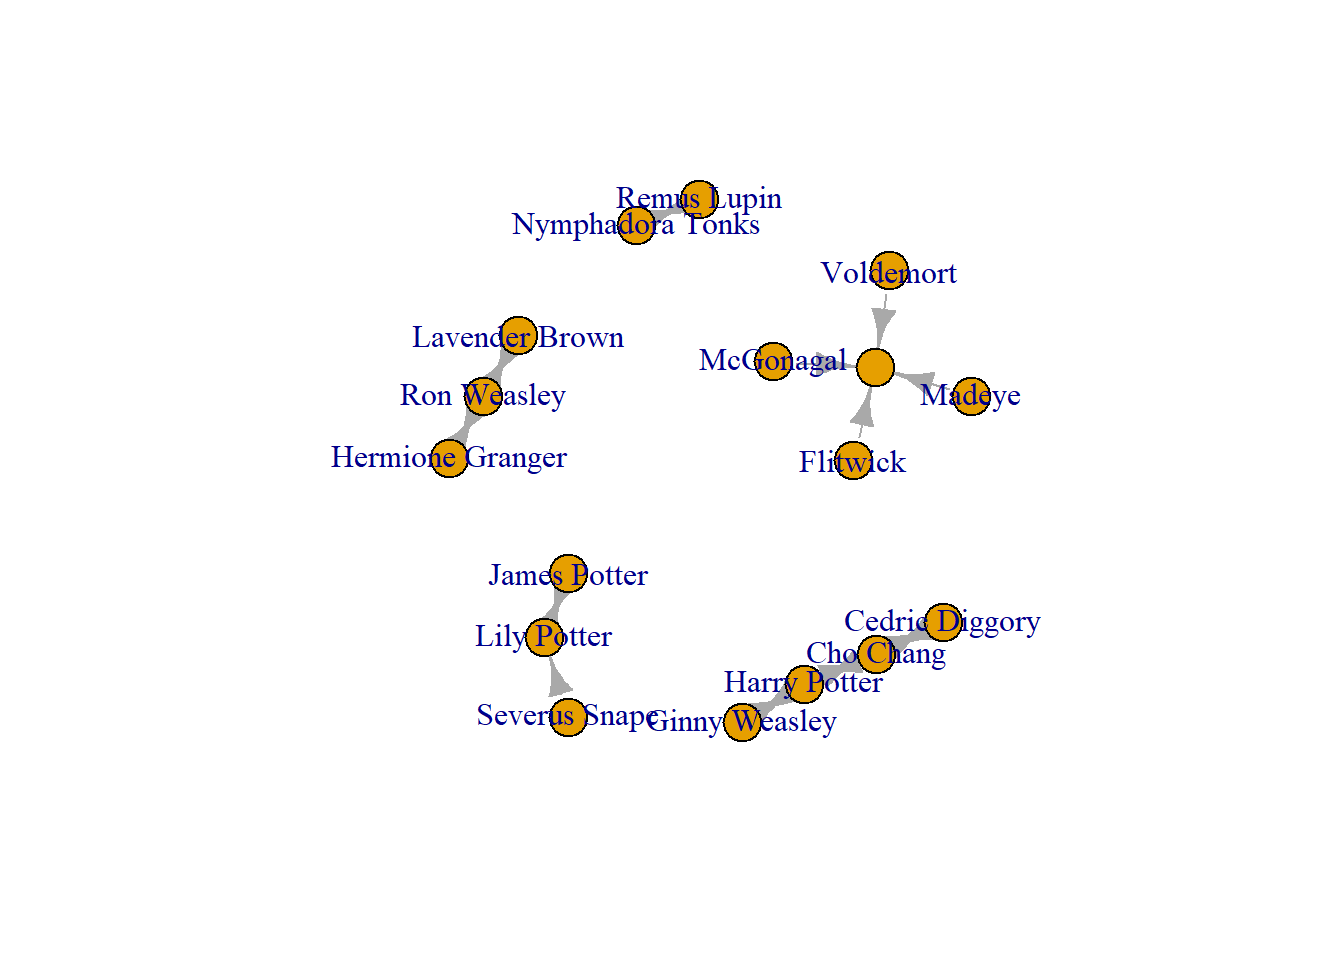 Remus Lupin
Nymphadora Tonks
Voldemort
Lavender Brown
McGonagal
Ron Weasley
Madeye
Hermione Granger
Flitwick
James Potter
Cedric Diggory
Lily Potter
Cho Chang
Harry Potter
Severus Snape
Ginny Weasley